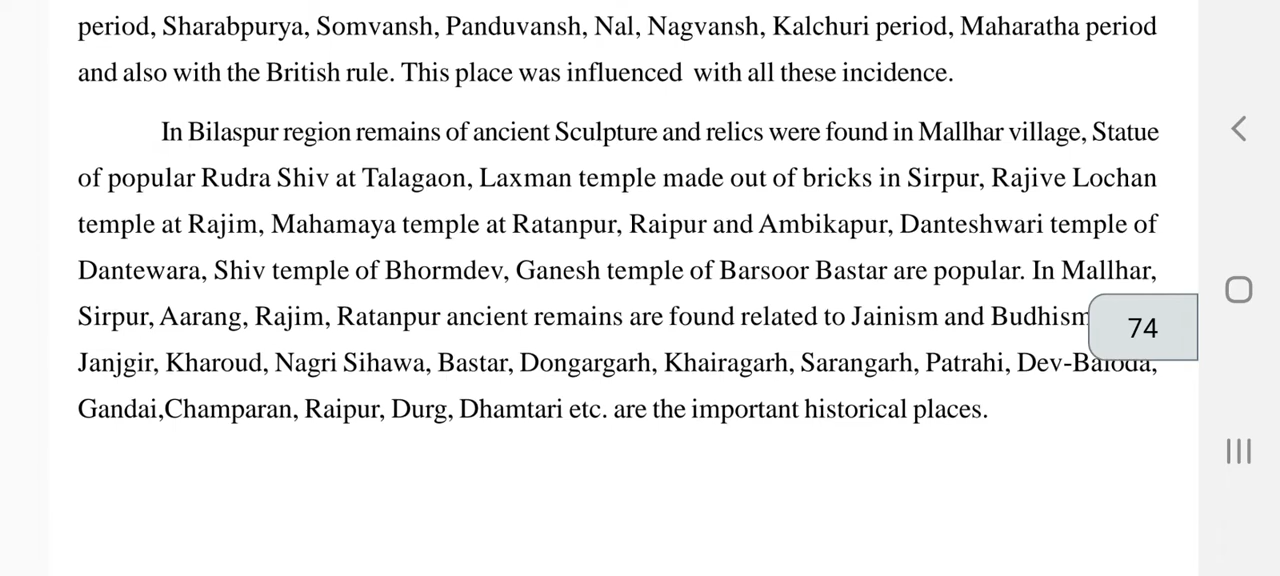 period, Sharabpurya, Somvansh, Panduvansh, Nal, Nagvansh, Kalchuri period, Maharatha period
and also with the British rule. This place was influenced with all these incidence.
In Bilaspur region remains of ancient Sculpture and relics were found in Mallhar village, Statue
of popular Rudra Shiv at Talagaon, Laxman temple made out of bricks in Sirpur, Rajive Lochan
temple at Rajim, Mahamaya temple at Ratanpur, Raipur and Ambikapur, Danteshwari temple of
Dantewara, Shiv temple of Bhormdev, Ganesh temple of Barsoor Bastar are popular. In Mallhar,
Sirpur, Aarang, Rajim, Ratanpur ancient remains are found related to Jainism and Budhism
74
Janjgir, Kharoud, Nagri Sihawa, Bastar, Dongargarh, Khairagarh, Sarangarh, Patrahi, Dev-Baloda,
Gandai,Champaran, Raipur, Durg, Dhamtari etc. are the important historical places.